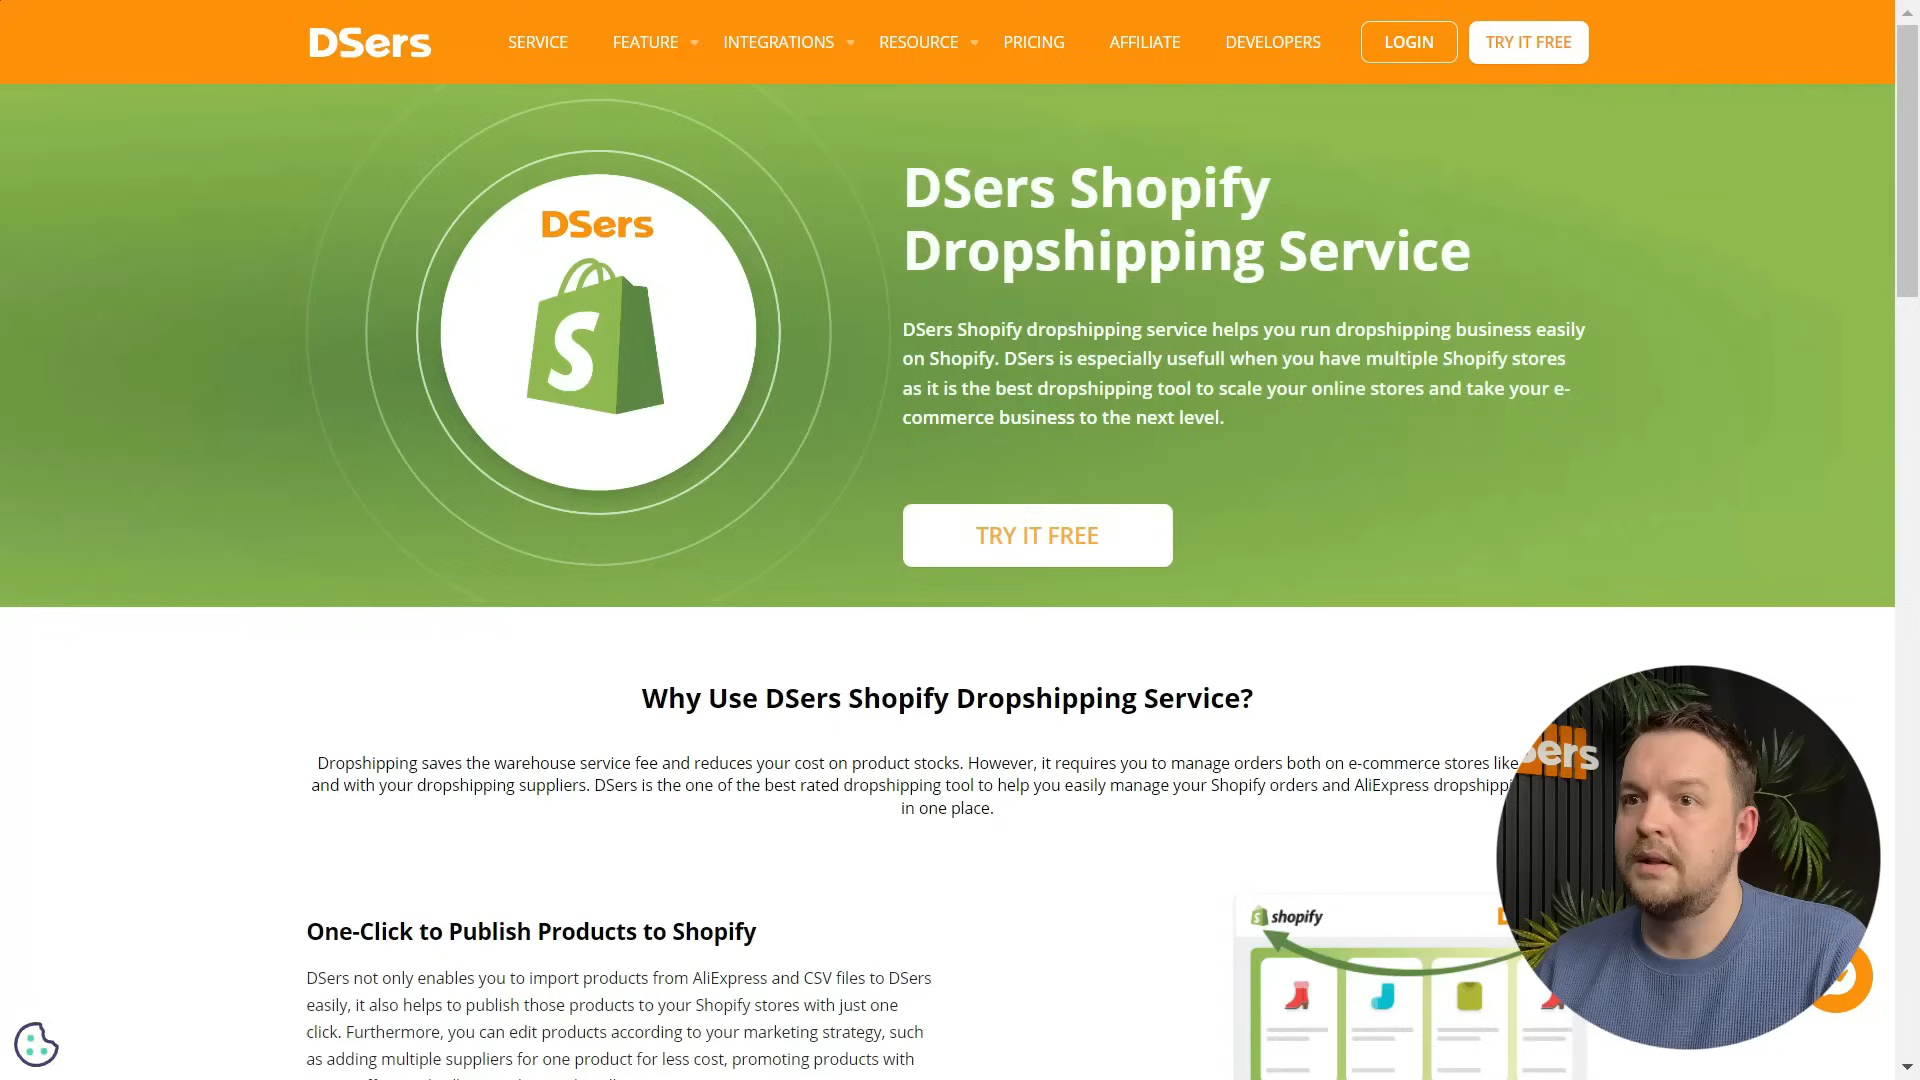 DSers
SERVICE
FEATURE
INTEGRATIONS
RESOURCE
PRICING
AFFILIATE
DEVELOPERS
LOGIN
TRY IT FREE
DSers
S
DSers Shopify
Dropshipping Service
DSers Shopify dropshipping service helps you run dropshipping business easily
on Shopify. DSers is especially usefull when you have multiple Shopify stores
as it is the best dropshipping tool to scale your online stores and take your e-
commerce business to the next level.
TRY IT FREE
Why Use DSers Shopify Dropshipping Service?
Dropshipping saves the warehouse service fee and reduces your cost on product stocks. However, it requires you to manage orders both on e-commerce stores like
and with your dropshipping suppliers. DSers is the one of the best rated dropshipping tool to help you easily manage your Shopify orders and AliExpress dropshippi
in one place.
sers
One-Click to Publish Products to Shopify
DSers not only enables you to import products from AliExpress and CSV files to DSers
easily, it also helps to publish those products to your Shopify stores with just one
click. Furthermore, you can edit products according to your marketing strategy, such
as adding multiple suppliers for one product for less cost, promoting products with
shopify